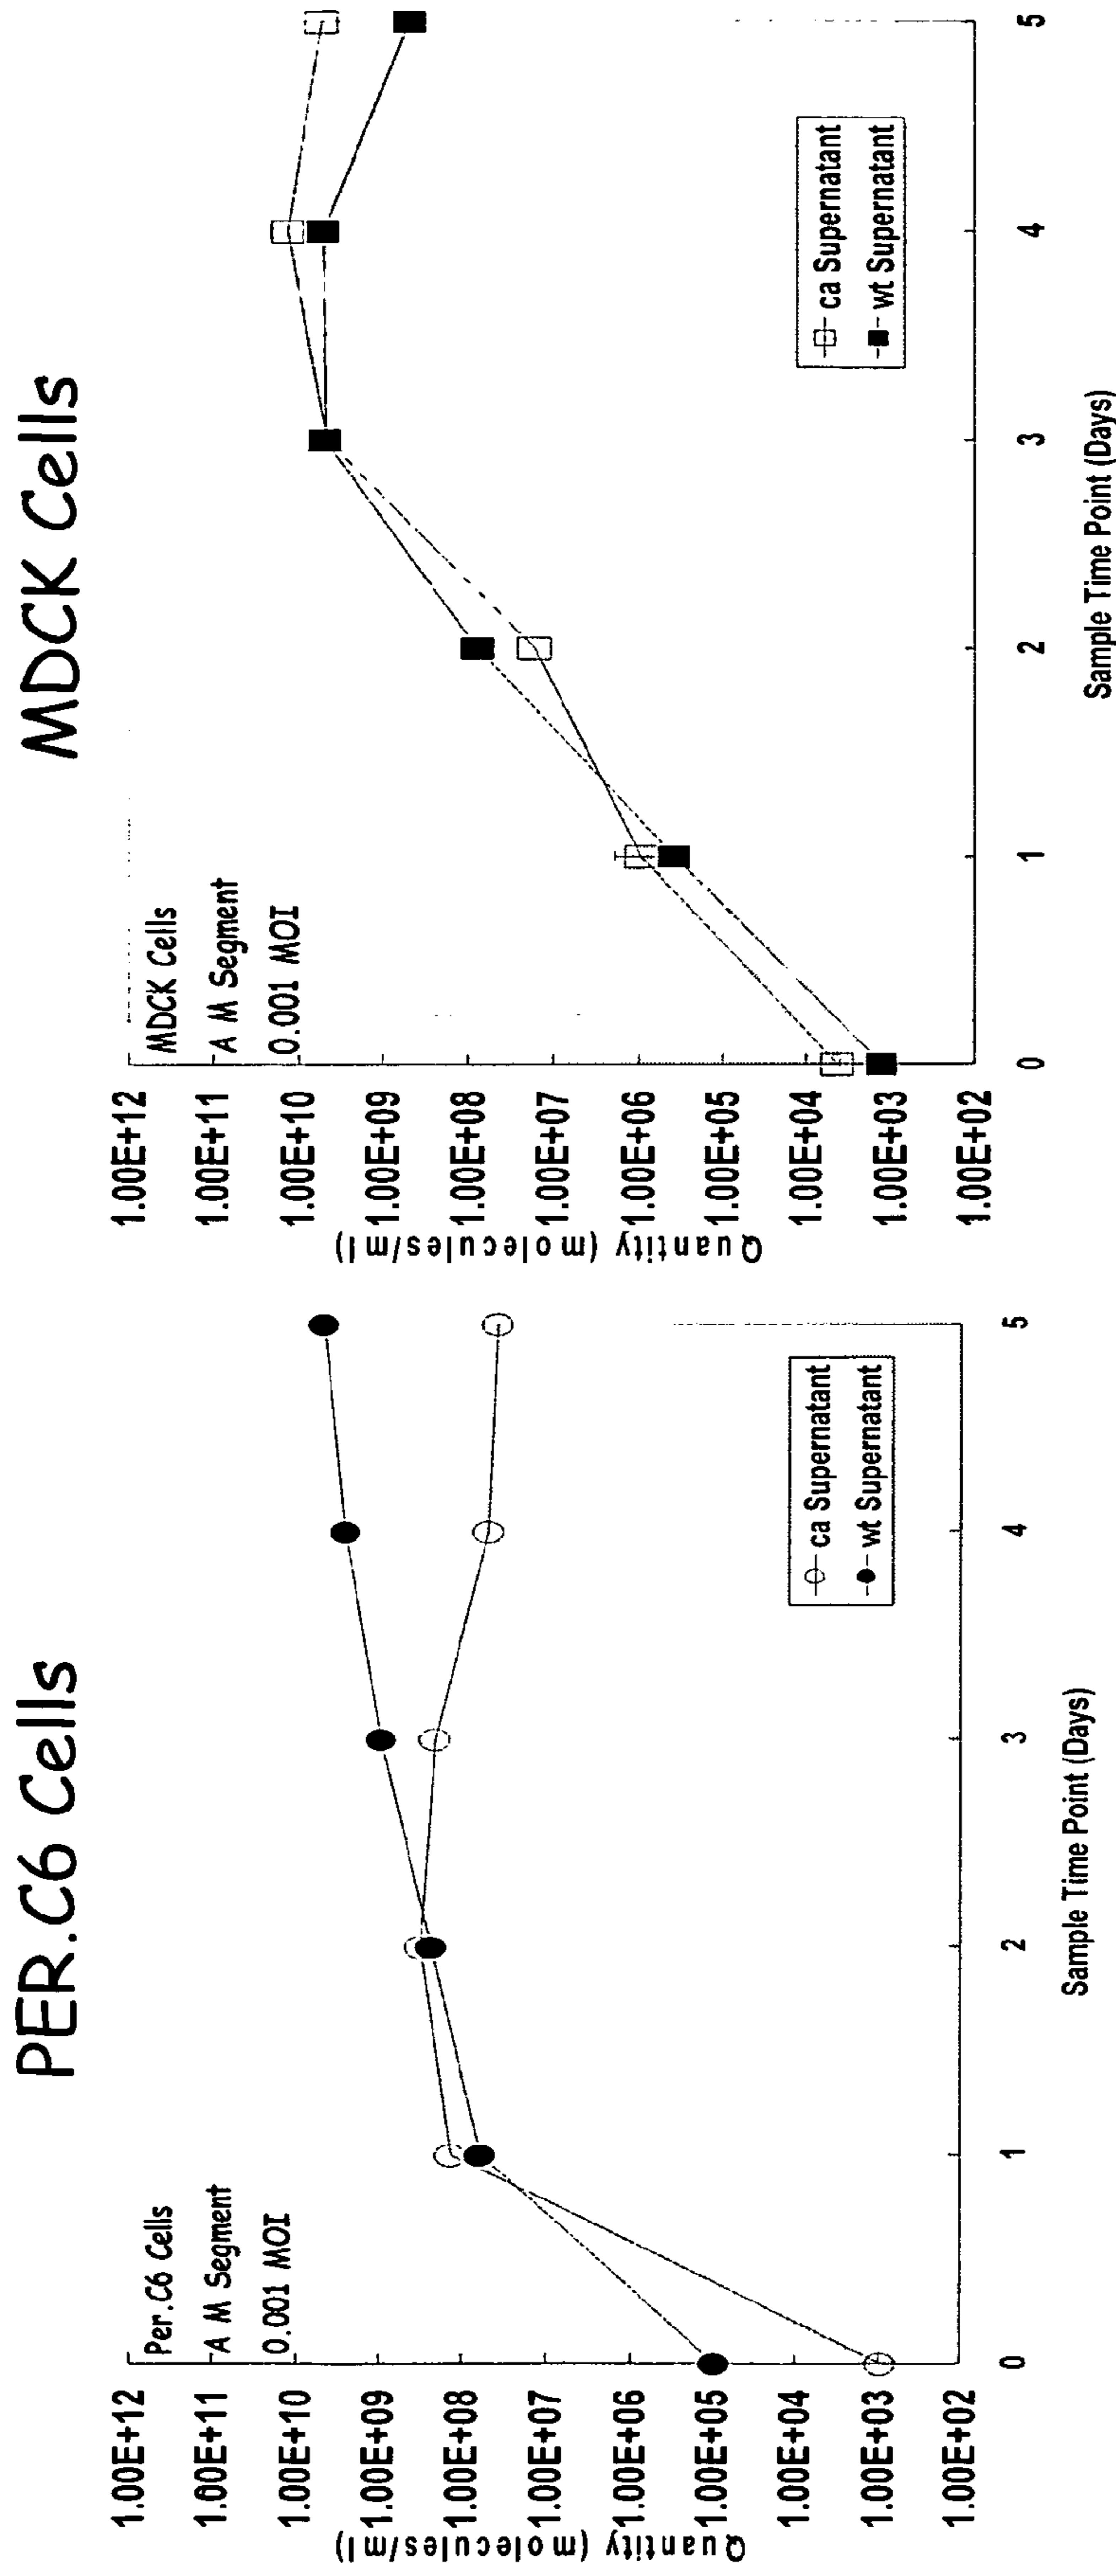 PER.C6 Cells
Per.C6 Cells
A M Segment
0.001 MOI
1.00E+12
1.00E+11
1.00E+10
1.00E+09
1.00E+08
1.00E+07
1.00E+06
1.00E+05
1.00E+04
1.00E+03
1.00E+02
Quantity (molecules/ml)
0
1
2
3
4
5
Sample Time Point (Days)
ca Supernatant
wt Supernatant
MDCK Cells
MDCK Cells
A M Segment
0.001 MOI
1.00E+12
1.00E+11
1.00E+10
1.00E+09
1.00E+08
1.00E+07
1.00E+06
1.00E+05
1.00E+04
1.00E+03
1.00E+02
Quantity (molecules/ml)
0
1
2
3
4
5
Sample Time Point (Days)
ca Supernatant
wt Supernatant